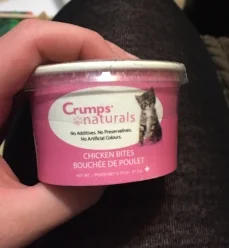 Crumps'
naturals
No Additives. No Preservatives.
No Artificial Colours.
CHICKEN BITES
BOUCHÉE DE POULET